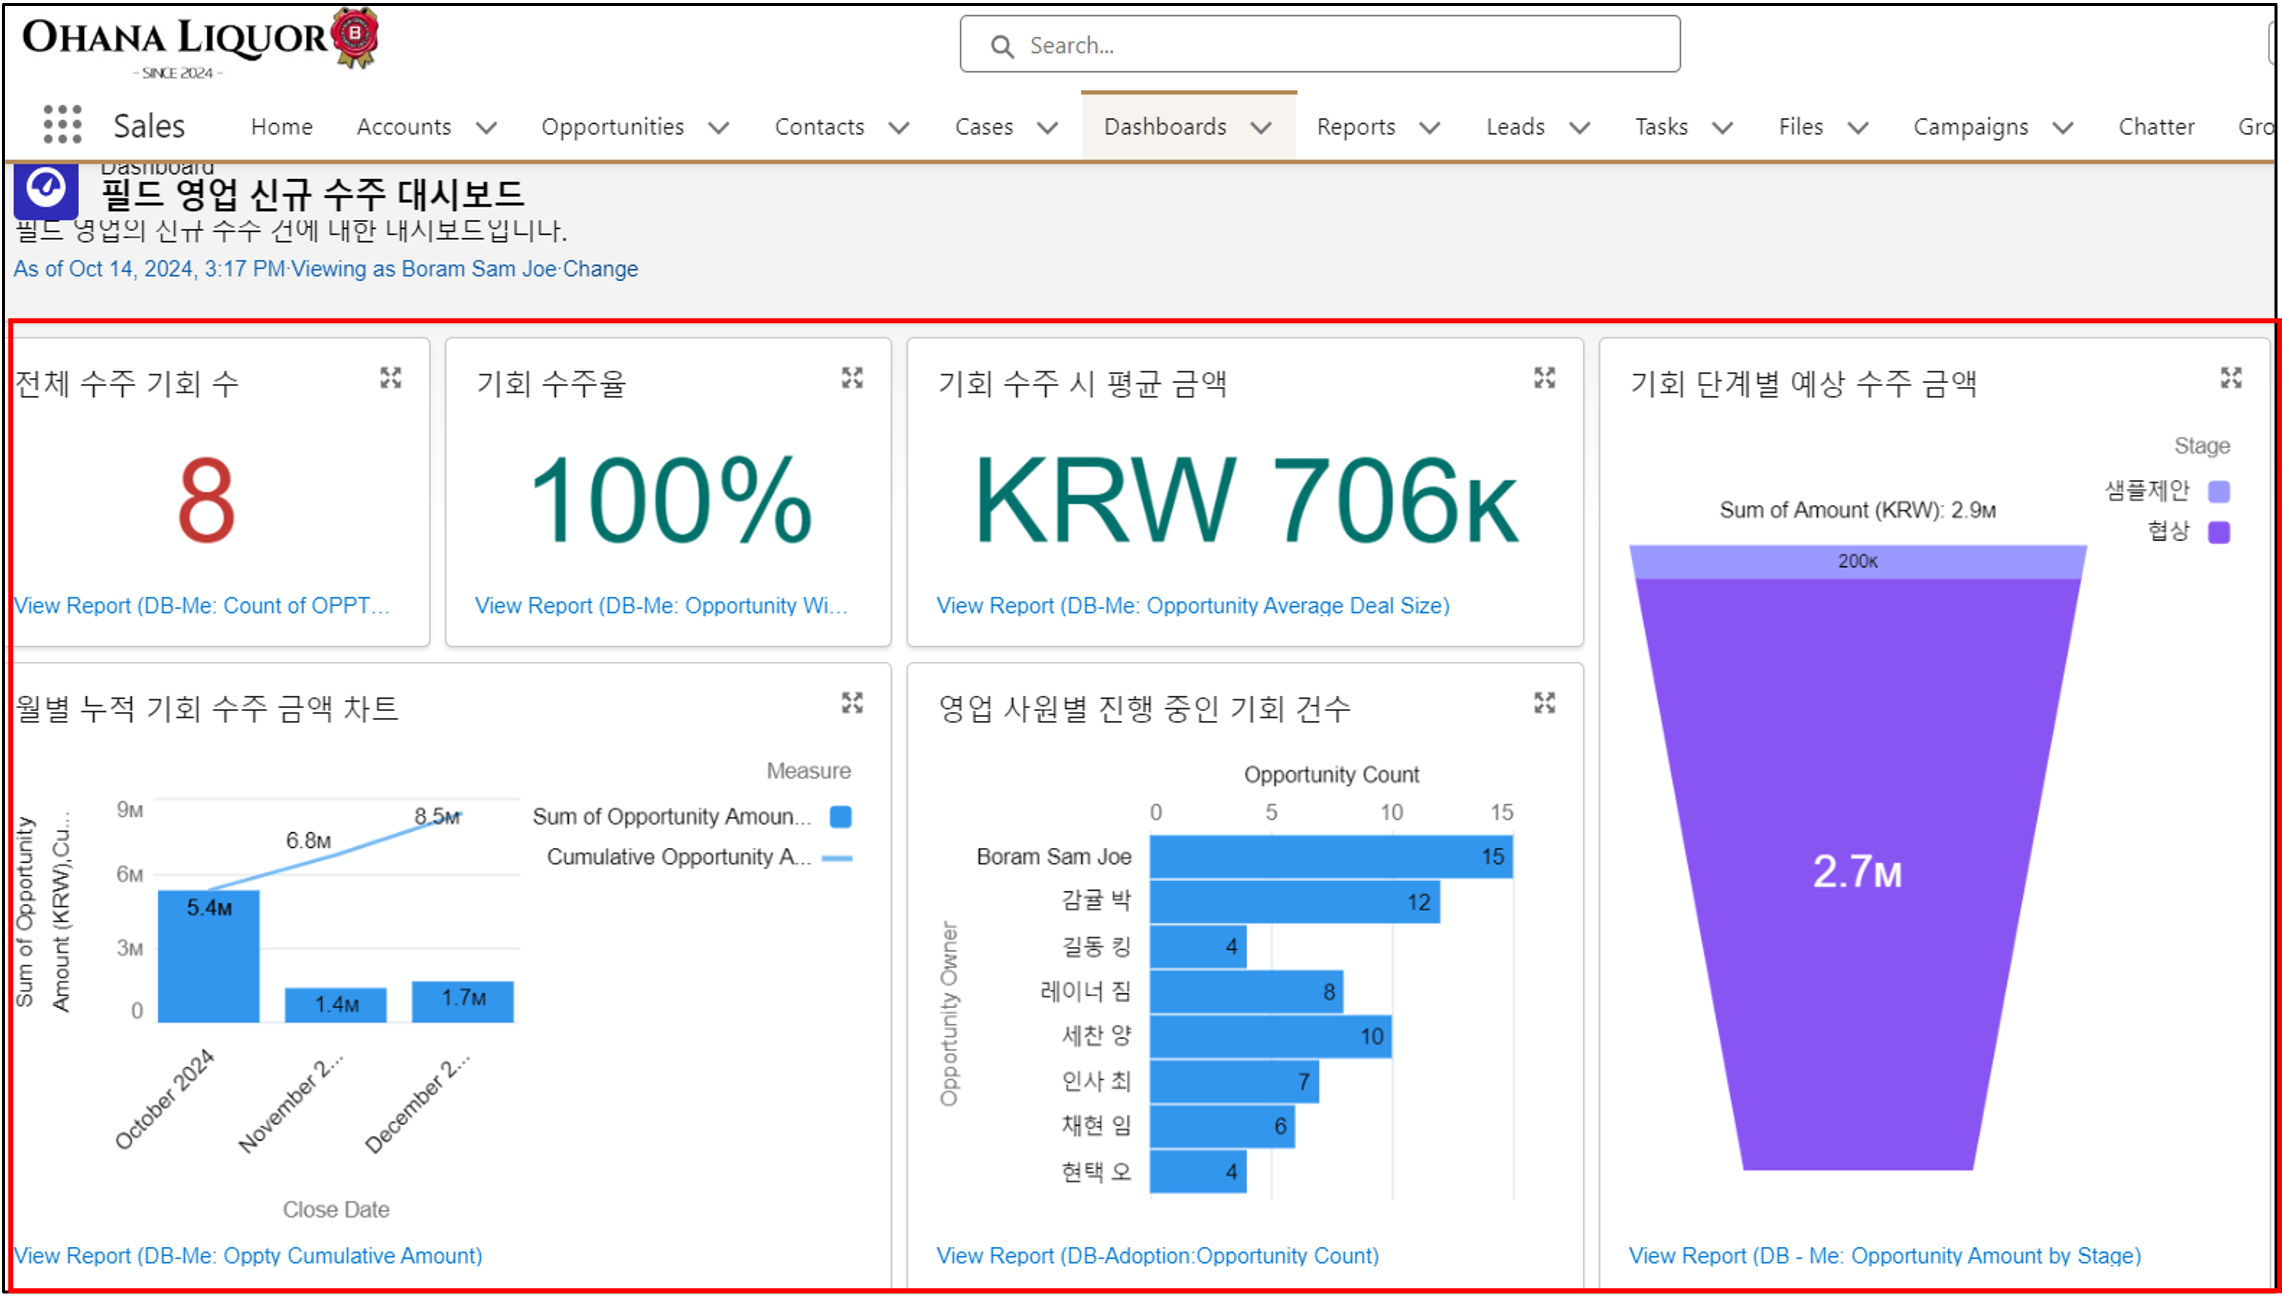 OHANA LIQUOR
B
- SINCE 2024 -
Search...
Sales
Home
Accounts
Opportunities
Contacts
Cases
Dashboards
Reports
Leads
Tasks
Files
Campaigns
Chatter
Gro
Dashboard
필드 영업 신규 수주 대시보드
필드 영업의 신규 수주 건에 대한 대시보드입니다.
As of Oct 14, 2024, 3:17 PM·Viewing as Boram Sam Joe·Change
전체 수주 기회 수
8
View Report (DB-Me: Count of OPPT...
기회 수주율
100%
View Report (DB-Me: Opportunity Wi...
기회 수주 시 평균 금액
KRW 706K
View Report (DB-Me: Opportunity Average Deal Size)
기회 단계별 예상 수주 금액
Stage
샘플제안
협상
Sum of Amount (KRW): 2.9M
200K
2.7M
View Report (DB - Me: Opportunity Amount by Stage)
월별 누적 기회 수주 금액 차트
Measure
Sum of Opportunity Amoun...
Cumulative Opportunity A...
Sum of Opportunity
Amount (KRW),Cu...
9M
6M
3M
0
5.4M
6.8M
8.5M
1.4M
1.7M
October 2024
November 2...
December 2...
Close Date
View Report (DB-Me: Oppty Cumulative Amount)
영업 사원별 진행 중인 기회 건수
Opportunity Count
0 5 10 15
Opportunity Owner
Boram Sam Joe 15
감귤 박 12
길동 킹 4
레이너 짐 8
세찬 양 10
인사 최 7
채현 임 6
현택 오 4
View Report (DB-Adoption:Opportunity Count)